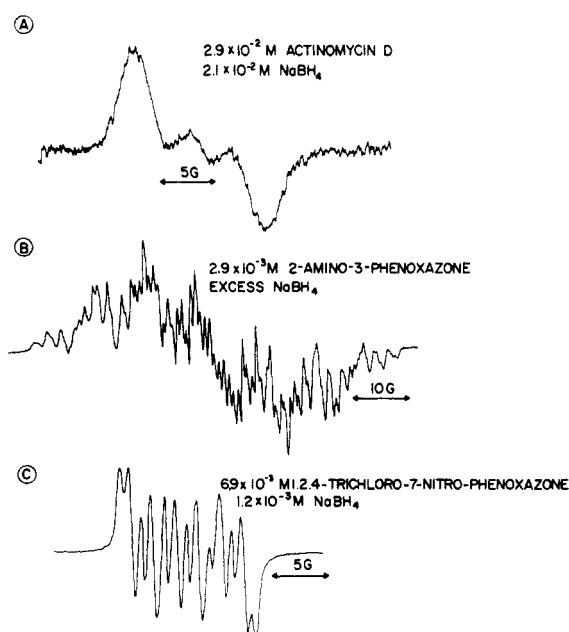 A
2.9 x 10⁻² M ACTINOMYCIN D
2.1 x 10⁻² M NaBH₄
5G
B
2.9 x 10⁻³ M 2-AMINO-3-PHENOXAZONE
EXCESS NaBH₄
10G
C
6.9 x 10⁻³ M 1.2.4-TRICHLORO-7-NITRO-PHENOXAZONE
1.2 x 10⁻³ M NaBH₄
5G